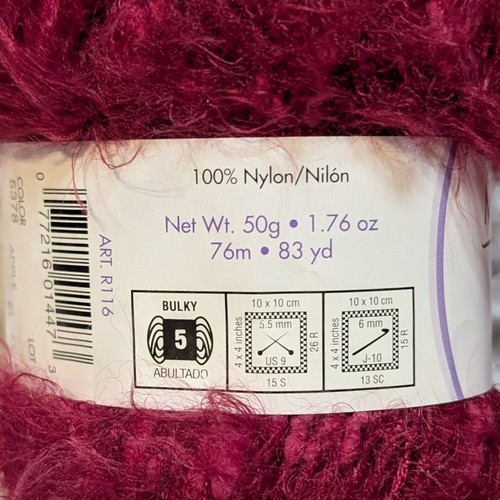 100% Nylon/Nilón
Net Wt. 50g • 1.76 oz
76m • 83 yd
ART. R116
COLOR
5378
0 77216 01447 3
LOT
BULKY
5
ABULTADO
10 x 10 cm
4 x 4 inches
5.5 mm
US 9
26 R
15 S
10 x 10 cm
4 x 4 inches
6 mm
J-10
15 R
13 SC